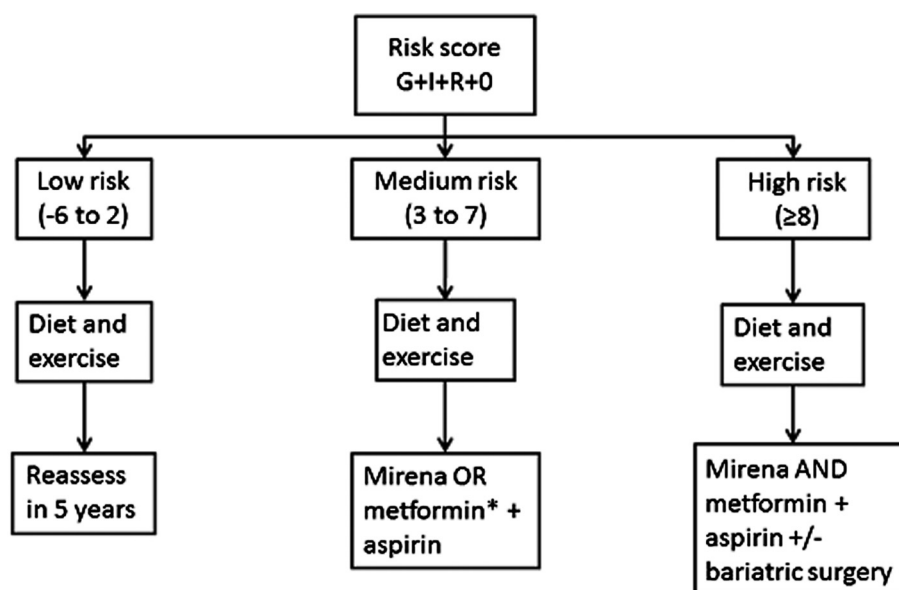 Risk score
G+I+R+0
Low risk
(-6 to 2)
Medium risk
(3 to 7)
High risk
(≥8)
Diet and
exercise
Diet and
exercise
Diet and
exercise
Reassess
in 5 years
Mirena OR
metformin* +
aspirin
Mirena AND
metformin +
aspirin +/-
bariatric surgery